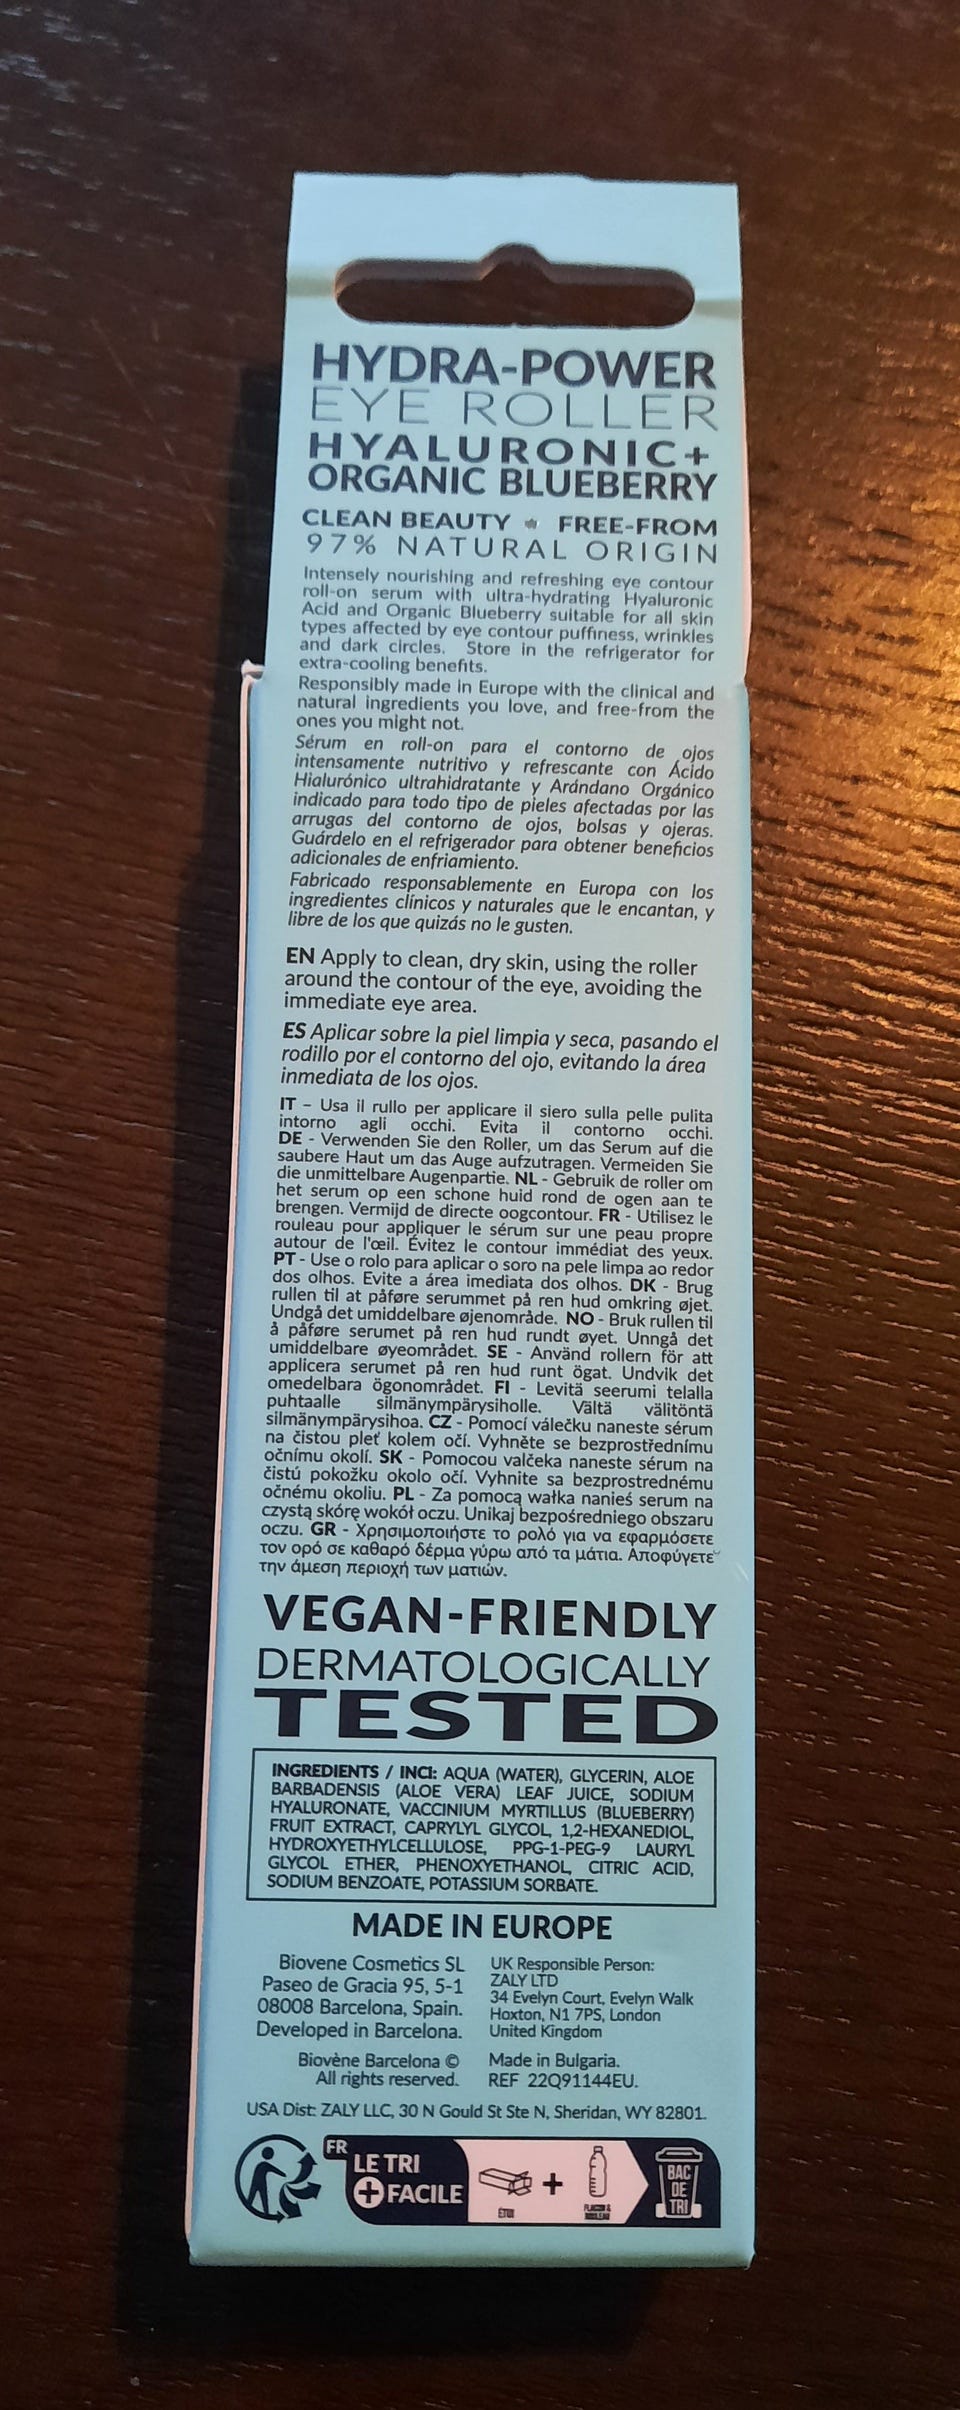 HYDRA-POWER
EYE ROLLER
HYALURONIC+
ORGANIC BLUEBERRY
CLEAN BEAUTY FREE-FROM
97% NATURAL ORIGIN
Intensely nourishing and refreshing eye contour
roll-on serum with ultra-hydrating Hyaluronic
Acid and Organic Blueberry suitable for all skin
types affected by eye contour puffiness, wrinkles
and dark circles. Store in the refrigerator for
extra-cooling benefits.
Responsibly made in Europe with the clinical and
natural ingredients you love, and free-from the
ones you might not.
Sérum en roll-on para el contorno de ojos
intensamente nutritivo y refrescante con Ácido
Hialurónico ultrahidratante y Arándano Orgánico
indicado para todo tipo de pieles afectadas por las
arrugas del contorno de ojos, bolsas y ojeras.
Guárdelo en el refrigerador para obtener beneficios
adicionales de enfriamiento.
Fabricado responsablemente en Europa con los
ingredientes clínicos y naturales que le encantan, y
libre de los que quizás no le gusten.
EN Apply to clean, dry skin, using the roller
around the contour of the eye, avoiding the
immediate eye area.
ES Aplicar sobre la piel limpia y seca, pasando el
rodillo por el contorno del ojo, evitando la área
inmediata de los ojos.
IT – Usa il rullo per applicare il siero sulla pelle pulita
intorno agli occhi. Evita il contorno occhi.
DE - Verwenden Sie den Roller, um das Serum auf die
saubere Haut um das Auge aufzutragen. Vermeiden Sie
die unmittelbare Augenpartie. NL - Gebruik de roller om
het serum op een schone huid rond de ogen aan te
brengen. Vermijd de directe oogcontour. FR - Utilisez le
rouleau pour appliquer le sérum sur une peau propre
autour de l'œil. Évitez le contour immédiat des yeux.
PT - Use o rolo para aplicar o soro na pele limpa ao redor
dos olhos. Evite a área imediata dos olhos. DK - Brug
rullen til at påføre serummet på ren hud omkring øjet.
Undgå det umiddelbare øjenområde. NO - Bruk rullen til
å påføre serumet på ren hud rundt øyet. Unngå det
umiddelbare øyeområdet. SE - Använd rollern för att
applicera serumet på ren hud runt ögat. Undvik det
omedelbara ögonområdet. FI - Levitä seerumi telalla
puhtaalle silmänympärysiholle. Vältä välitöntä
silmänympärysihoa. CZ - Pomocí válečku naneste sérum
na čistou pleť kolem očí. Vyhněte se bezprostřednímu
očnímu okolí. SK - Pomocou valčeka naneste sérum na
čistú pokožku okolo očí. Vyhnite sa bezprostrednému
očnému okoliu. PL - Za pomocą wałka nanieś serum na
czystą skórę wokół oczu. Unikaj bezpośredniego obszaru
oczu. GR - Χρησιμοποιήστε το ρολό για να εφαρμόσετε
τον ορό σε καθαρό δέρμα γύρω από τα μάτια. Αποφύγετε
την άμεση περιοχή των ματιών.
VEGAN-FRIENDLY
DERMATOLOGICALLY
TESTED
INGREDIENTS / INCI: AQUA (WATER), GLYCERIN, ALOE
BARBADENSIS (ALOE VERA) LEAF JUICE, SODIUM
HYALURONATE, VACCINIUM MYRTILLUS (BLUEBERRY)
FRUIT EXTRACT, CAPRYLYL GLYCOL, 1,2-HEXANEDIOL,
HYDROXYETHYLCELLULOSE, PPG-1-PEG-9 LAURYL
GLYCOL ETHER, PHENOXYETHANOL, CITRIC ACID,
SODIUM BENZOATE, POTASSIUM SORBATE.
MADE IN EUROPE
Biovene Cosmetics SL
Paseo de Gracia 95, 5-1
08008 Barcelona, Spain.
Developed in Barcelona.
Biovène Barcelona ©
All rights reserved.
UK Responsible Person:
ZALY LTD
34 Evelyn Court, Evelyn Walk
Hoxton, N1 7PS, London
United Kingdom
Made in Bulgaria.
REF 22Q91144EU.
USA Dist: ZALY LLC, 30 N Gould St Ste N, Sheridan, WY 82801.
FR
LE TRI
+ FACILE
ÉTUI
+
BAC
DE
TRI